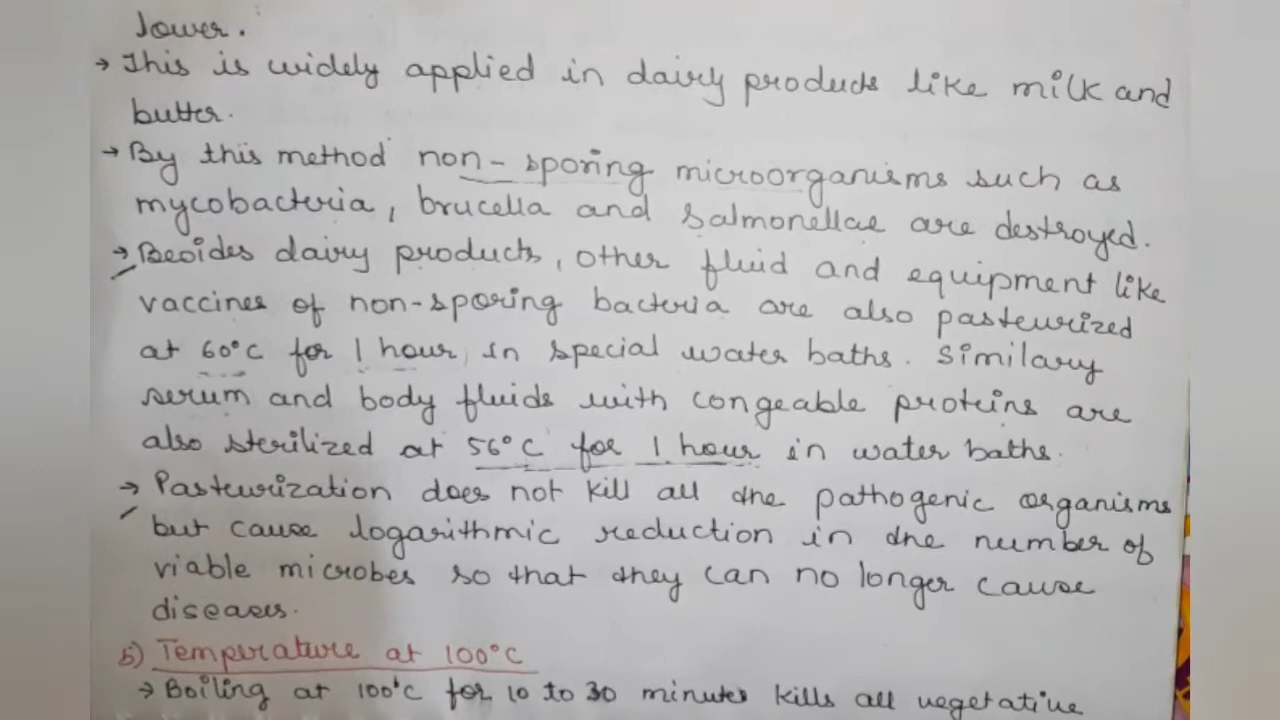 lower.
→ This is widely applied in dairy products like milk and
butter.
→ By this method non-sporing microorganisms such as
mycobacteria, brucella and salmonellae are destroyed.
→ Besides dairy products, other fluid and equipment like
vaccines of non-sporing bacteria are also pasteurized
at 60°C for 1 hour, in special water baths. Similary
serum and body fluids with congeable proteins are
also sterilized at 56°C for 1 hour in water baths.
→ Pasteurization does not kill all the pathogenic organisms
but cause logarithmic reduction in the number of
viable microbes so that they can no longer cause
diseases.
5) Temperature at 100°C
→ Boiling at 100°C for 10 to 30 minutes kills all vegetative